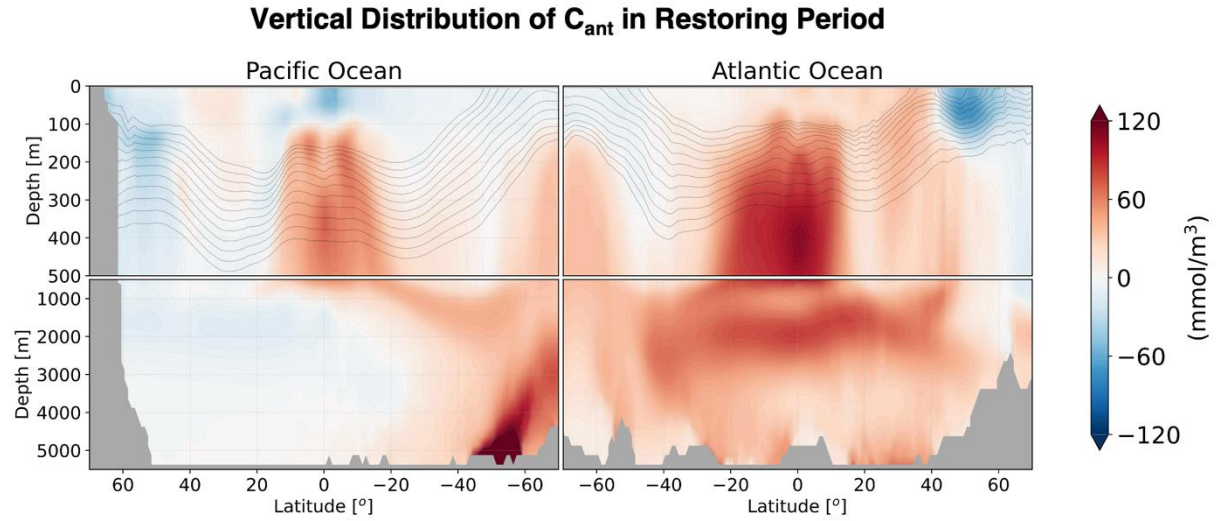 Vertical Distribution of Cant in Restoring Period
Pacific Ocean
Atlantic Ocean
0
100
200
300
400
500
Depth [m]
1000
2000
3000
4000
5000
Depth [m]
60 40 20 0 −20 −40 −60
Latitude [°]
−60 −40 −20 0 20 40 60
Latitude [°]
120
60
0
−60
−120
(mmol/m³)